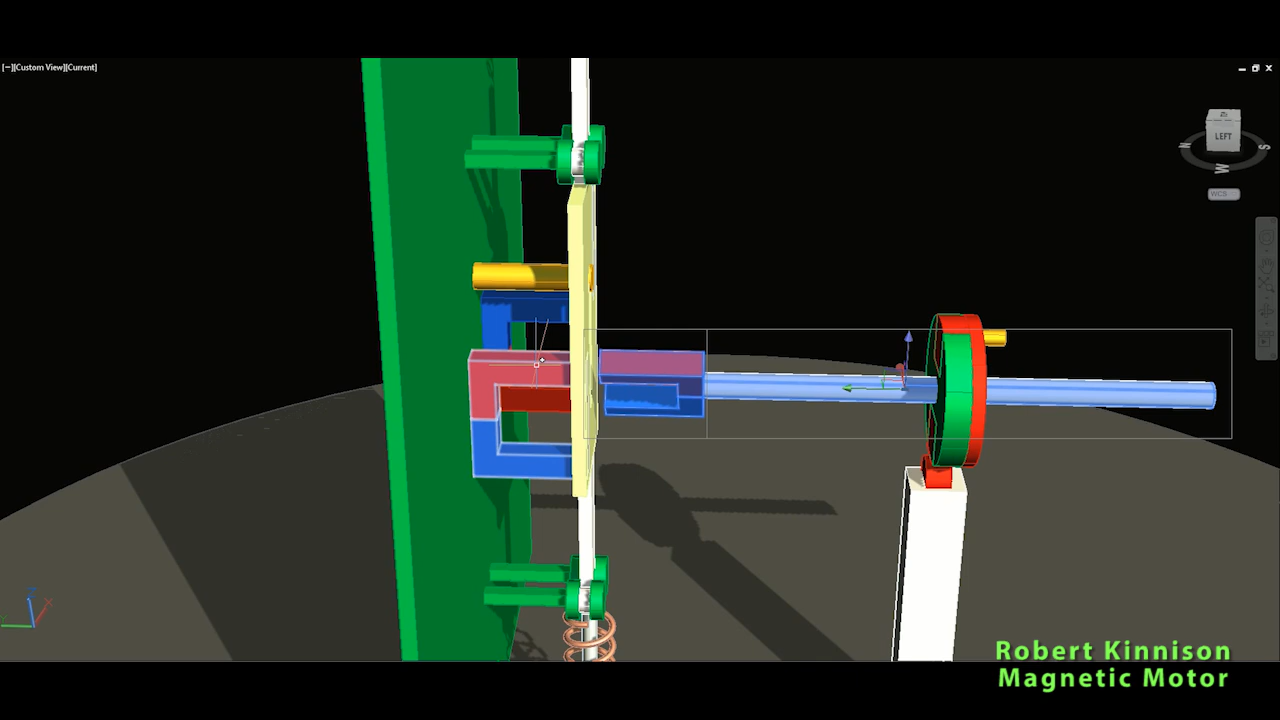 [−][Custom View][Current]
LEFT
N
S
W
WCS
Robert Kinnison
Magnetic Motor